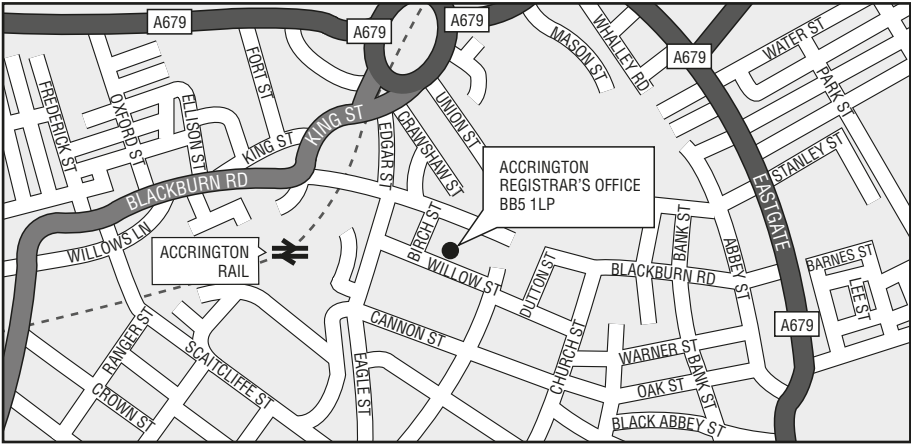 A679
A679
A679
A679
MASON ST
WHALLEY RD
WATER ST
PARK ST
FREDERICK ST
OXFORD ST
ELLISON ST
FORT ST
KING ST
KING ST
EDGAR ST
CRAWSHAW ST
UNION ST
STANLEY ST
ACCRINGTON
REGISTRAR'S OFFICE
BB5 1LP
BLACKBURN RD
WILLOWS LN
ACCRINGTON
RAIL
BIRCH ST
WILLOW ST
DUTTON ST
BLACKBURN RD
BANK ST
ABBEY ST
EASTGATE
BARNES ST
LEE ST
A679
RANGER ST
SCAITCLIFFE ST
CROWN ST
CANNON ST
EAGLE ST
CHURCH ST
WARNER ST
BANK ST
OAK ST
BLACK ABBEY ST